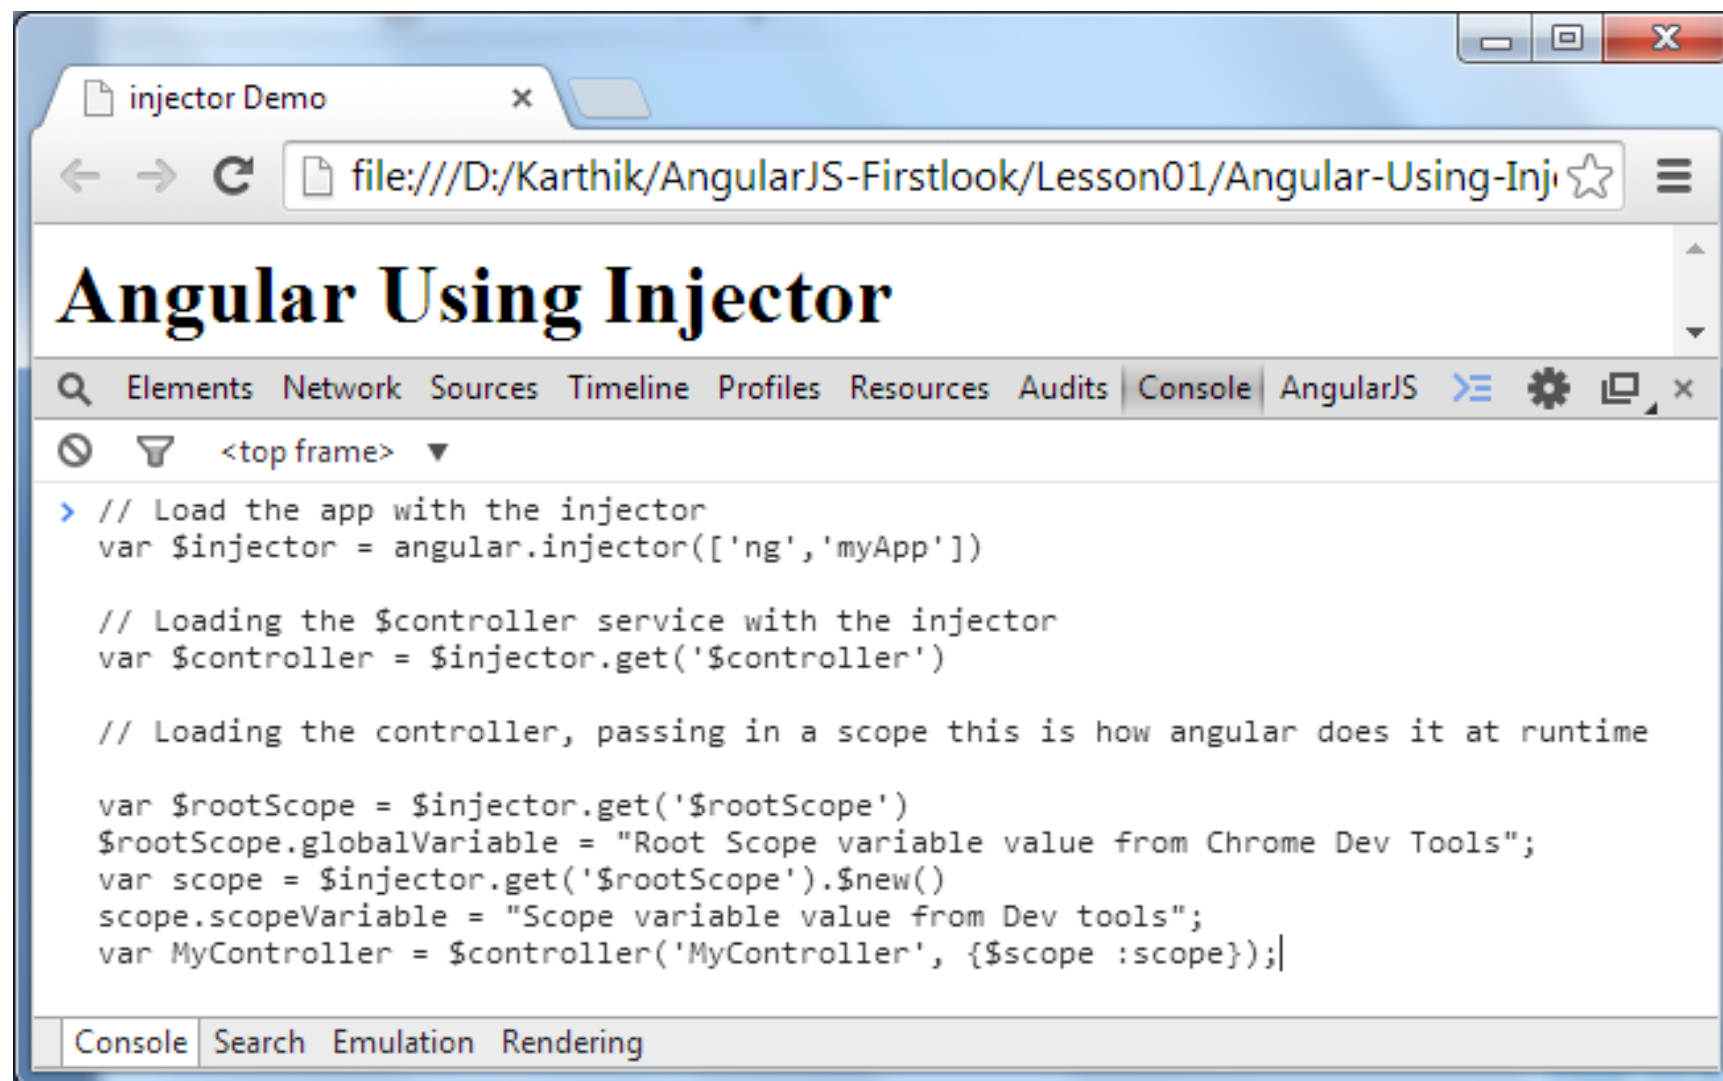 injector Demo
file:///D:/Karthik/AngularJS-Firstlook/Lesson01/Angular-Using-Inj
Angular Using Injector
Elements Network Sources Timeline Profiles Resources Audits Console AngularJS
<top frame>
// Load the app with the injector
var $injector = angular.injector(['ng','myApp'])
// Loading the $controller service with the injector
var $controller = $injector.get('$controller')
// Loading the controller, passing in a scope this is how angular does it at runtime
var $rootScope = $injector.get('$rootScope')
$rootScope.globalVariable = "Root Scope variable value from Chrome Dev Tools";
var scope = $injector.get('$rootScope').$new()
scope.scopeVariable = "Scope variable value from Dev tools";
var MyController = $controller('MyController', {$scope :scope});
Console Search Emulation Rendering